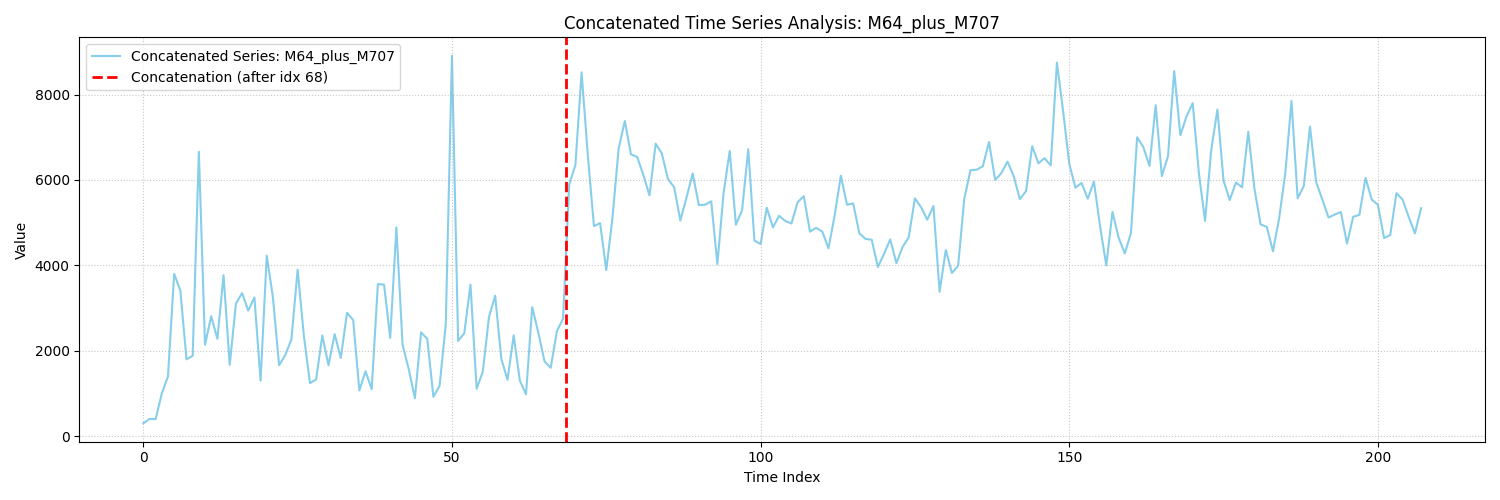 Concatenated Time Series Analysis: M64_plus_M707
Concatenated Series: M64_plus_M707
Concatenation (after idx 68)
Value
8000
6000
4000
2000
0
0 50 100 150 200
Time Index